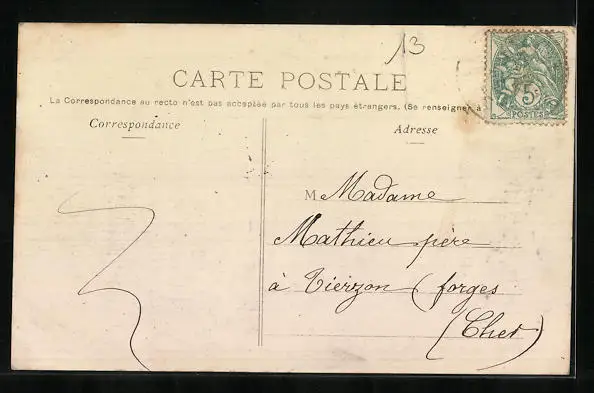 13
CARTE POSTALE
La Correspondance au recto n'est pas acceptée par tous les pays étrangers. (Se renseigner à
Correspondance
Adresse
5c
POSTES
M Madame
Mathieu père
à Vierzon (forges
(Cher)